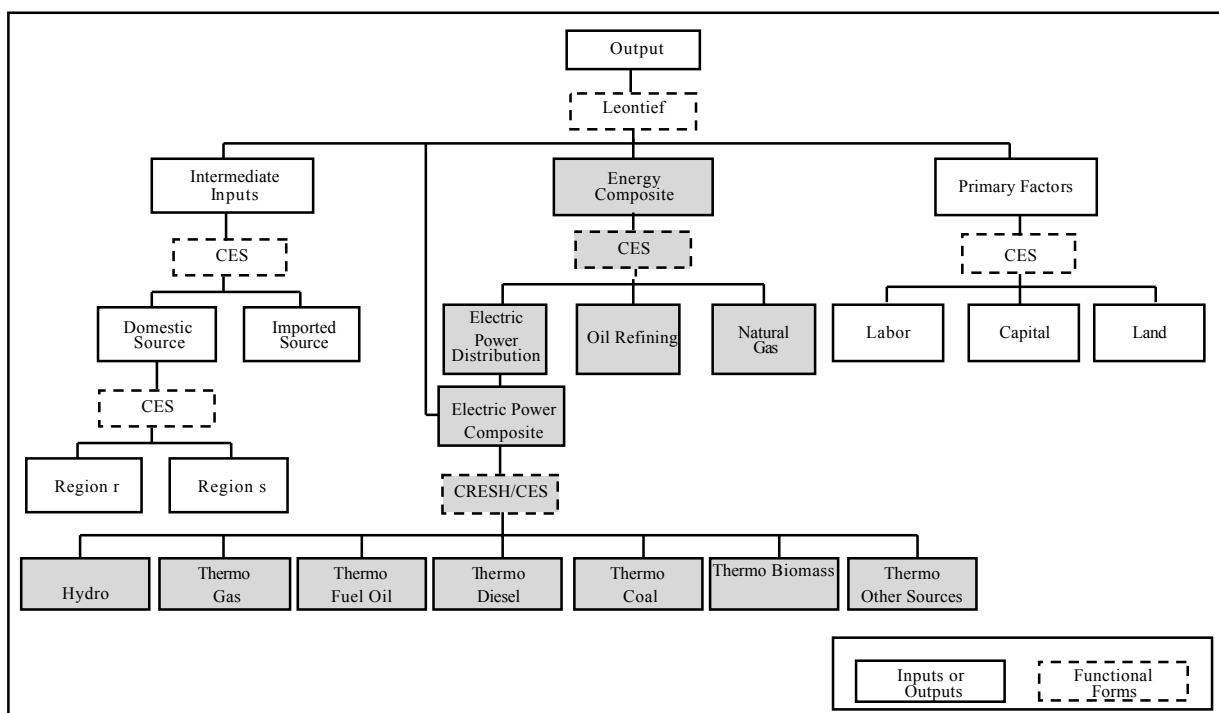 Output
Leontief
Intermediate
Inputs
Energy
Composite
Primary Factors
CES
CES
CES
Domestic
Source
Imported
Source
Electric
Power
Distribution
Oil Refining
Natural
Gas
Labor
Capital
Land
CES
Electric Power
Composite
Region r
Region s
CRESH/CES
Hydro
Thermo
Gas
Thermo
Fuel Oil
Thermo
Diesel
Thermo
Coal
Thermo Biomass
Thermo
Other Sources
Inputs or
Outputs
Functional
Forms